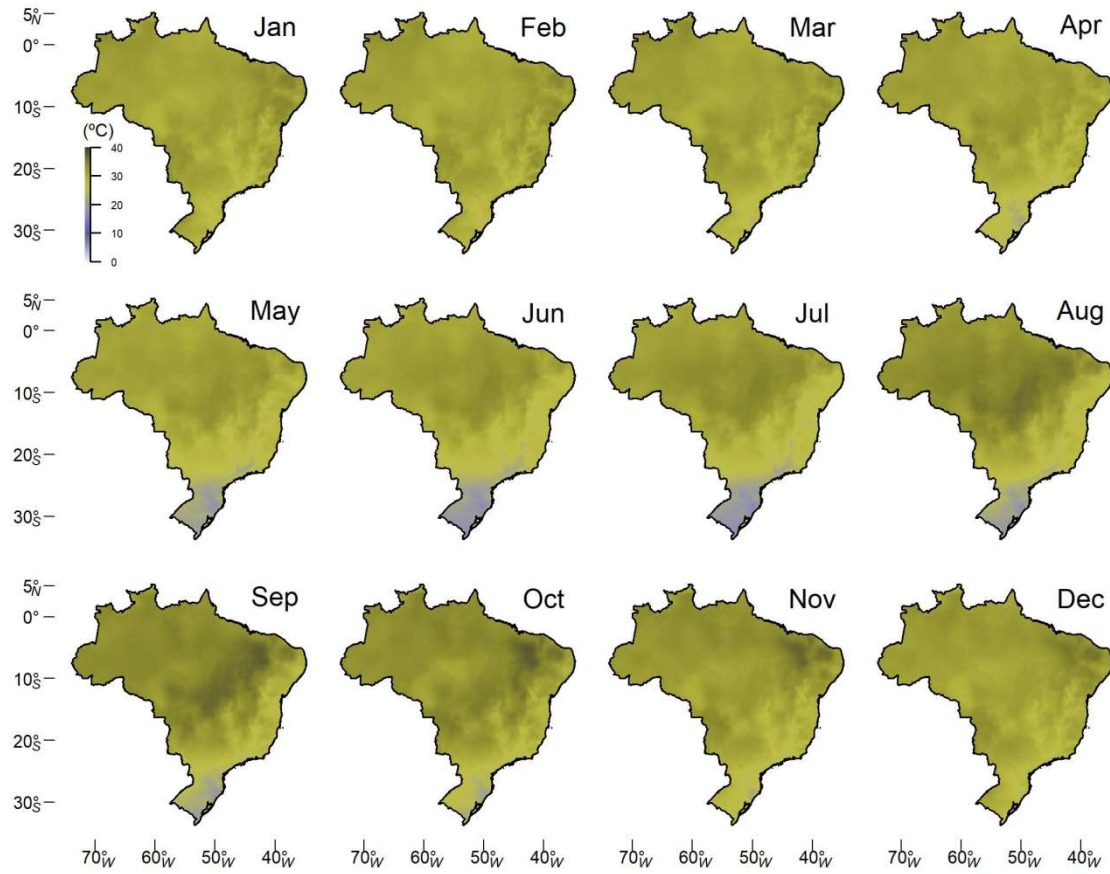 Jan Feb Mar Apr
5°N
0°
10°S
20°S
30°S
(ºC)
40
30
20
10
0
May Jun Jul Aug
5°N
0°
10°S
20°S
30°S
Sep Oct Nov Dec
5°N
0°
10°S
20°S
30°S
70°W 60°W 50°W 40°W 70°W 60°W 50°W 40°W 70°W 60°W 50°W 40°W 70°W 60°W 50°W 40°W